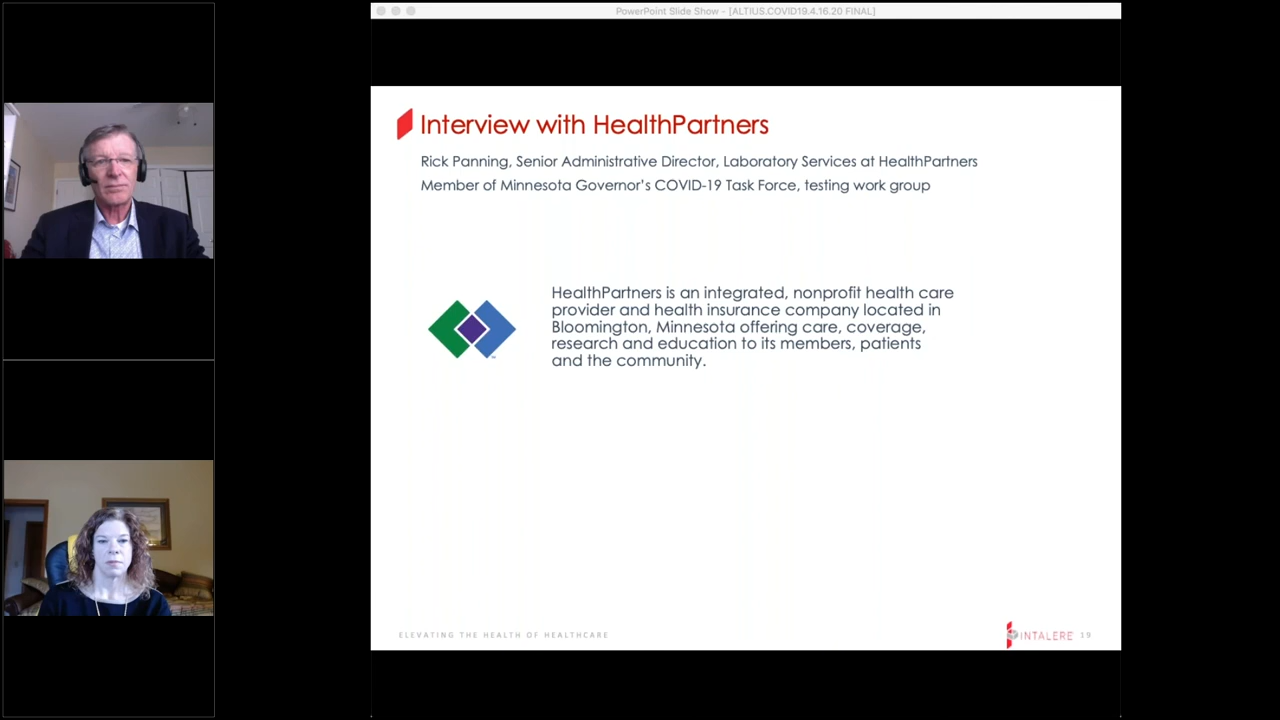 PowerPoint Slide Show - [ALTIUS.COVID19.4.16.20 FINAL]
Interview with HealthPartners
Rick Panning, Senior Administrative Director, Laboratory Services at HealthPartners
Member of Minnesota Governor's COVID-19 Task Force, testing work group
HealthPartners is an integrated, nonprofit health care
provider and health insurance company located in
Bloomington, Minnesota offering care, coverage,
research and education to its members, patients
and the community.
™
ELEVATING THE HEALTH OF HEALTHCARE
INTALERE 19